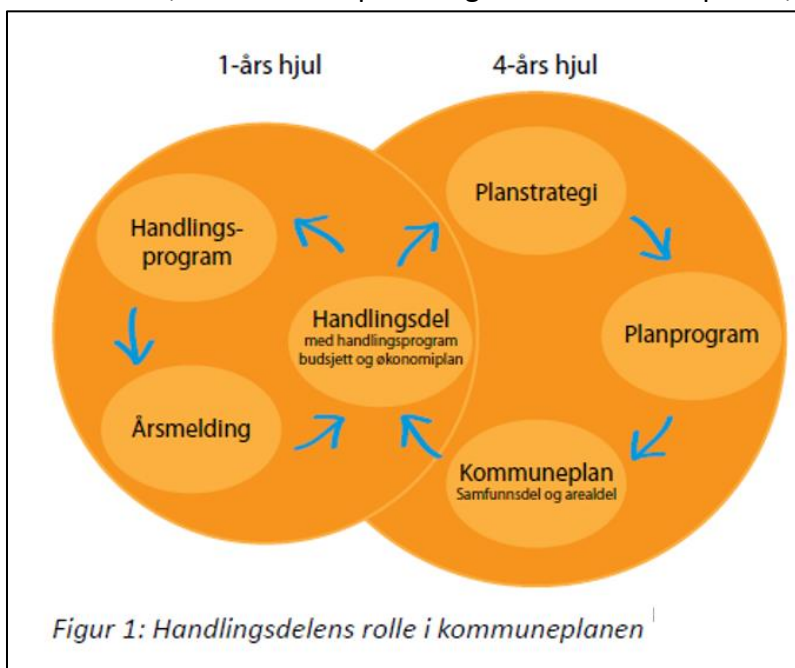 1-års hjul
4-års hjul
Handlings-
program
Årsmelding
Handlingsdel
med handlingsprogram
budsjett og økonomiplan
Planstrategi
Planprogram
Kommuneplan
Samfunnsdel og arealdel
Figur 1: Handlingsdelens rolle i kommuneplanen